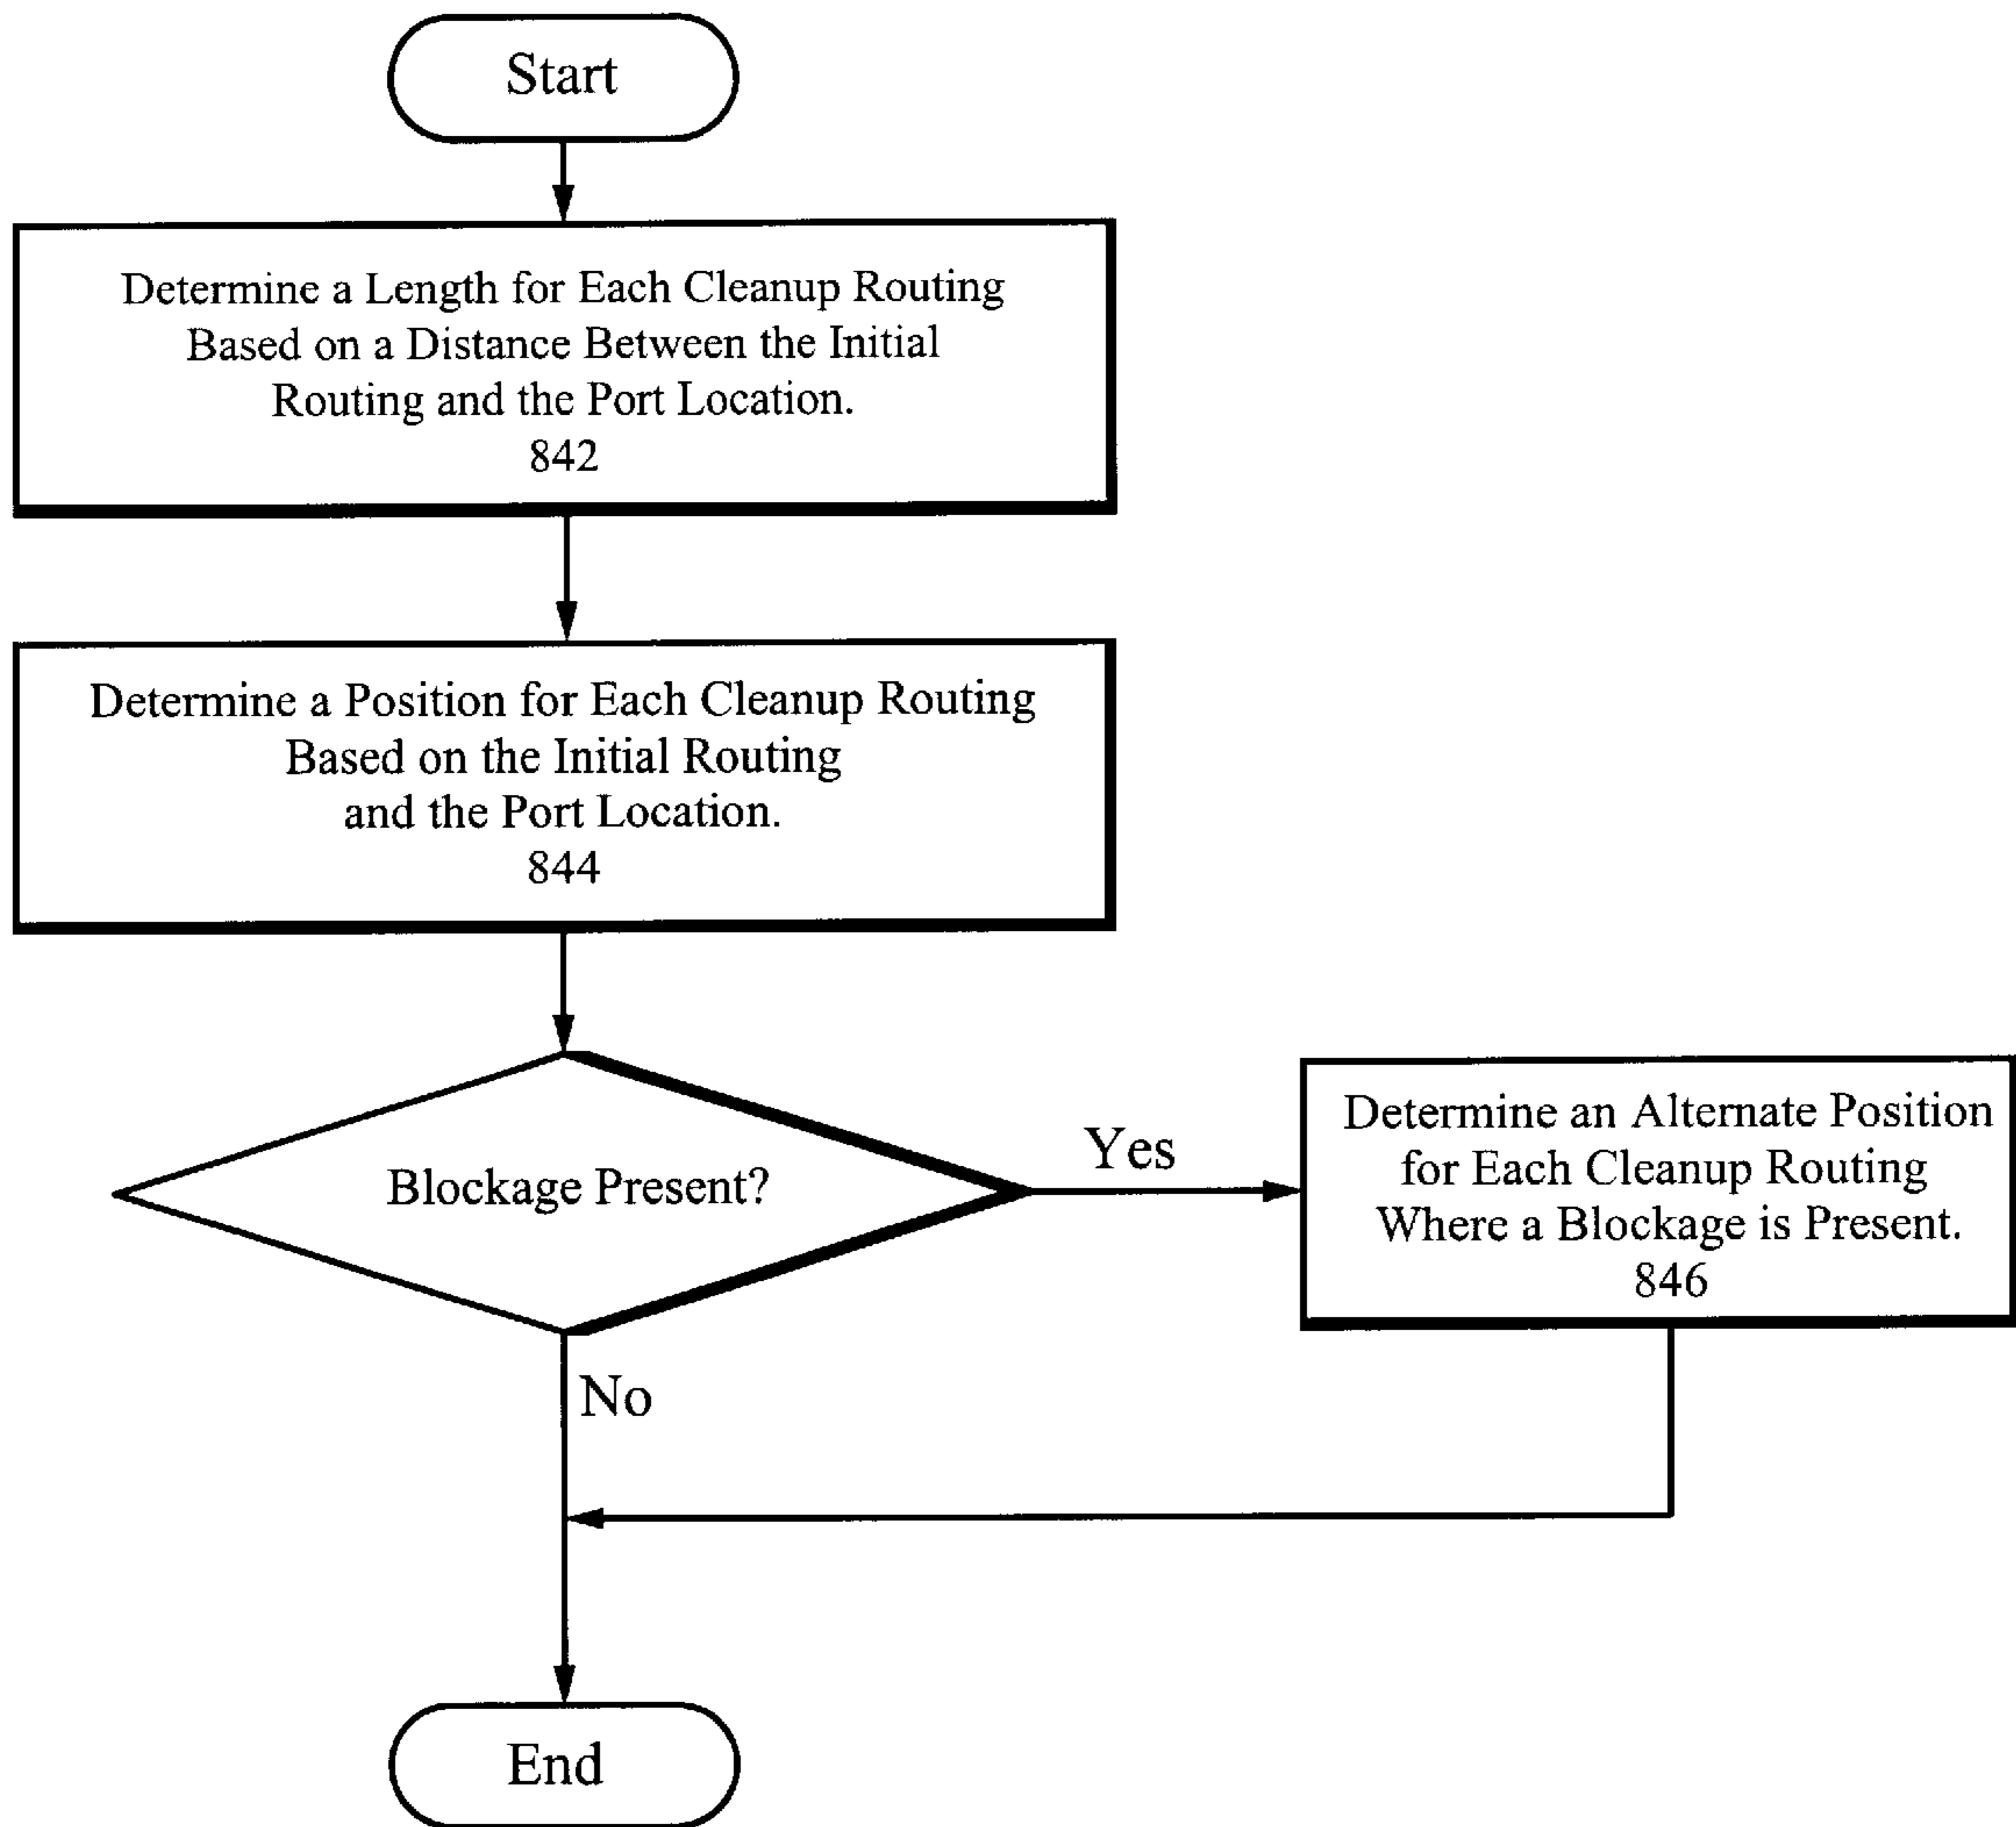 Start
Determine a Length for Each Cleanup Routing
Based on a Distance Between the Initial
Routing and the Port Location.
842
Determine a Position for Each Cleanup Routing
Based on the Initial Routing
and the Port Location.
844
Blockage Present?
Yes
Determine an Alternate Position
for Each Cleanup Routing
Where a Blockage is Present.
846
No
End